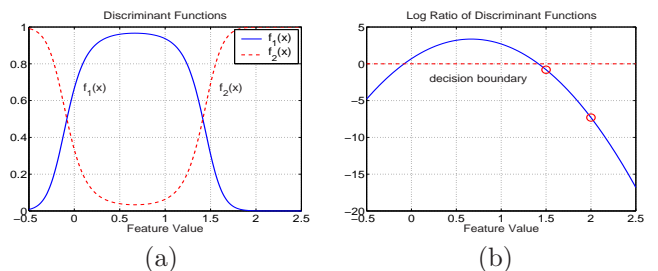 Discriminant Functions
1
0.8
0.6
0.4
0.2
0
−0.5
0
0.5
1
1.5
2
2.5
Feature Value
f1(x)
f2(x)
f1(x)
f2(x)
(a)
Log Ratio of Discriminant Functions
5
0
−5
−10
−15
−20
−0.5
0
0.5
1
1.5
2
2.5
Feature Value
decision boundary
(b)